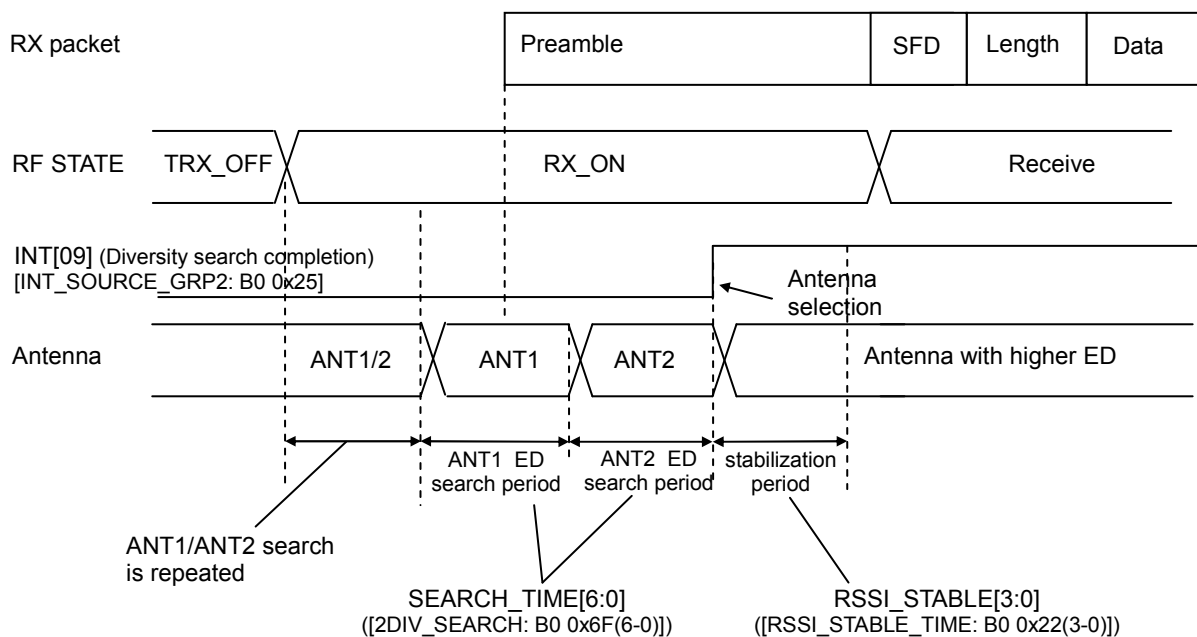 RX packet
Preamble
SFD
Length
Data
RF STATE
TRX_OFF
RX_ON
Receive
INT[09] (Diversity search completion)
[INT_SOURCE_GRP2: B0 0x25]
Antenna
selection
Antenna
ANT1/2
ANT1
ANT2
Antenna with higher ED
ANT1 ED
search period
ANT2 ED
search period
stabilization
period
ANT1/ANT2 search
is repeated
SEARCH_TIME[6:0]
([2DIV_SEARCH: B0 0x6F(6-0)])
RSSI_STABLE[3:0]
([RSSI_STABLE_TIME: B0 0x22(3-0)])